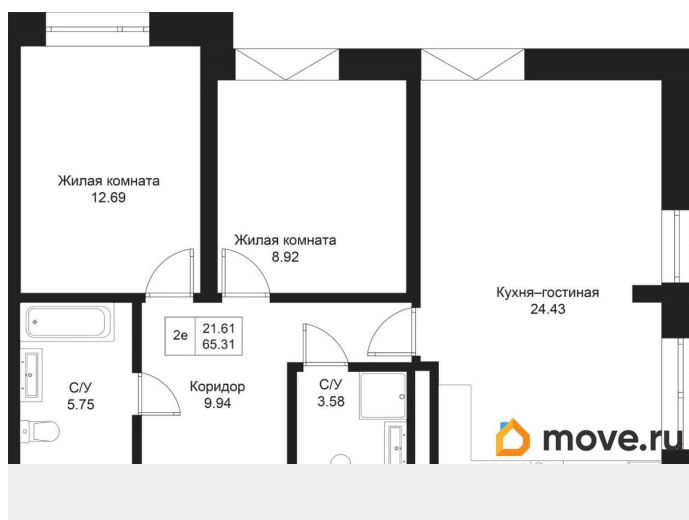 Жилая комната
12.69
Жилая комната
8.92
Кухня–гостиная
24.43
2е
21.61
65.31
С/У
5.75
Коридор
9.94
С/У
3.58
move.ru